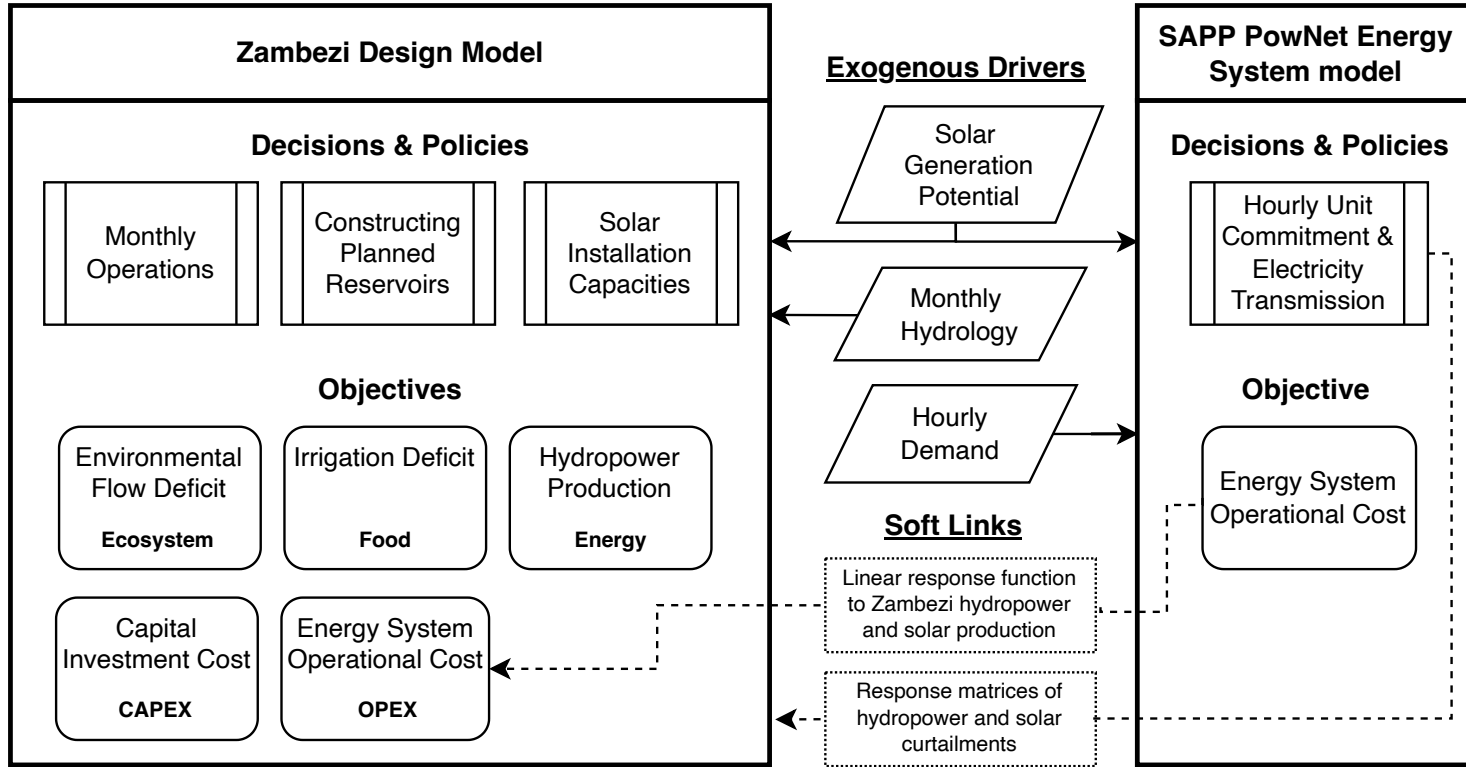 Zambezi Design Model
Decisions & Policies
Monthly
Operations
Constructing
Planned
Reservoirs
Solar
Installation
Capacities
Objectives
Environmental
Flow Deficit
Ecosystem
Irrigation Deficit
Food
Hydropower
Production
Energy
Capital
Investment Cost
CAPEX
Energy System
Operational Cost
OPEX
Exogenous Drivers
Solar
Generation
Potential
Monthly
Hydrology
Hourly
Demand
Soft Links
Linear response function
to Zambezi hydropower
and solar production
Response matrices of
hydropower and solar
curtailments
SAPP PowNet Energy
System model
Decisions & Policies
Hourly Unit
Commitment &
Electricity
Transmission
Objective
Energy System
Operational Cost